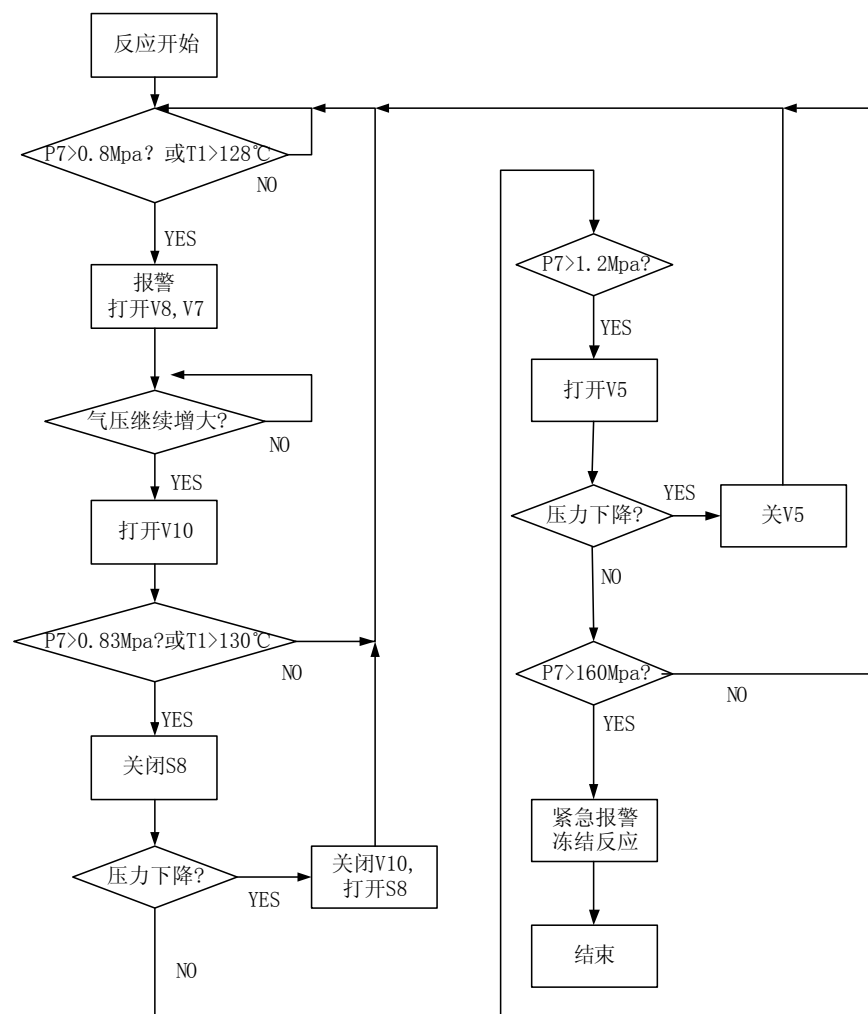 反应开始
P7>0.8Mpa? 或T1>128℃
NO
YES
报警
打开V8,V7
气压继续增大?
NO
YES
打开V10
P7>0.83Mpa?或T1>130℃
NO
YES
关闭S8
压力下降?
YES
关闭V10,
打开S8
NO
P7>1.2Mpa?
YES
打开V5
压力下降?
YES
关V5
NO
P7>160Mpa?
NO
YES
紧急报警
冻结反应
结束